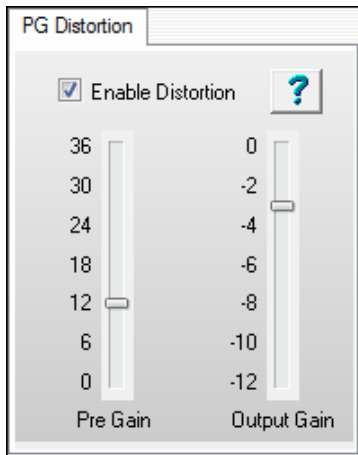 PG Distortion
Enable Distortion ?
36 0
30 -2
24 -4
18 -6
12 -8
6 -10
0 -12
Pre Gain Output Gain